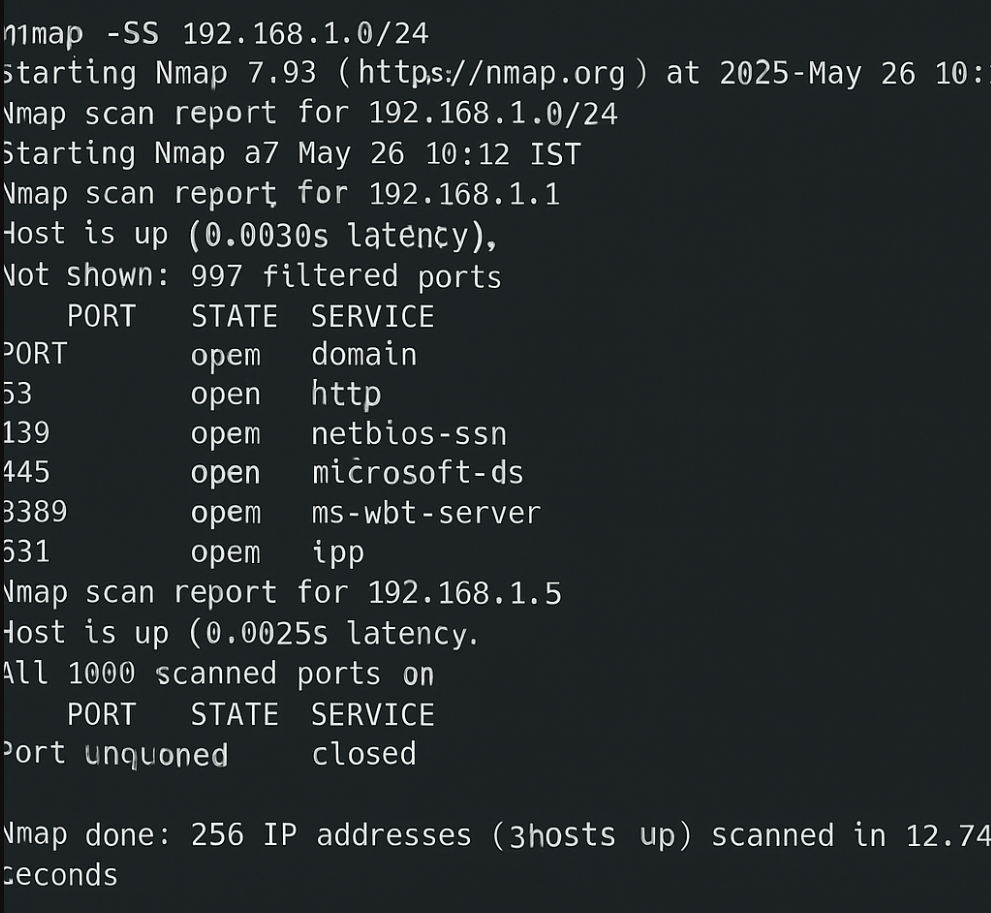 nmap -SS 192.168.1.0/24
Starting Nmap 7.93 (https://nmap.org) at 2025-May 26 10:
Nmap scan report for 192.168.1.0/24
Starting Nmap a7 May 26 10:12 IST
Nmap scan report for 192.168.1.1
Host is up (0.0030s latency),
Not shown: 997 filtered ports
PORT STATE SERVICE
PORT opem domain
53 open http
139 opem netbios-ssn
445 open microsoft-ds
3389 opem ms-wbt-server
631 opem ipp
Nmap scan report for 192.168.1.5
Host is up (0.0025s latency.
All 1000 scanned ports on
PORT STATE SERVICE
Port unquoned closed
Nmap done: 256 IP addresses (3hosts up) scanned in 12.74
seconds